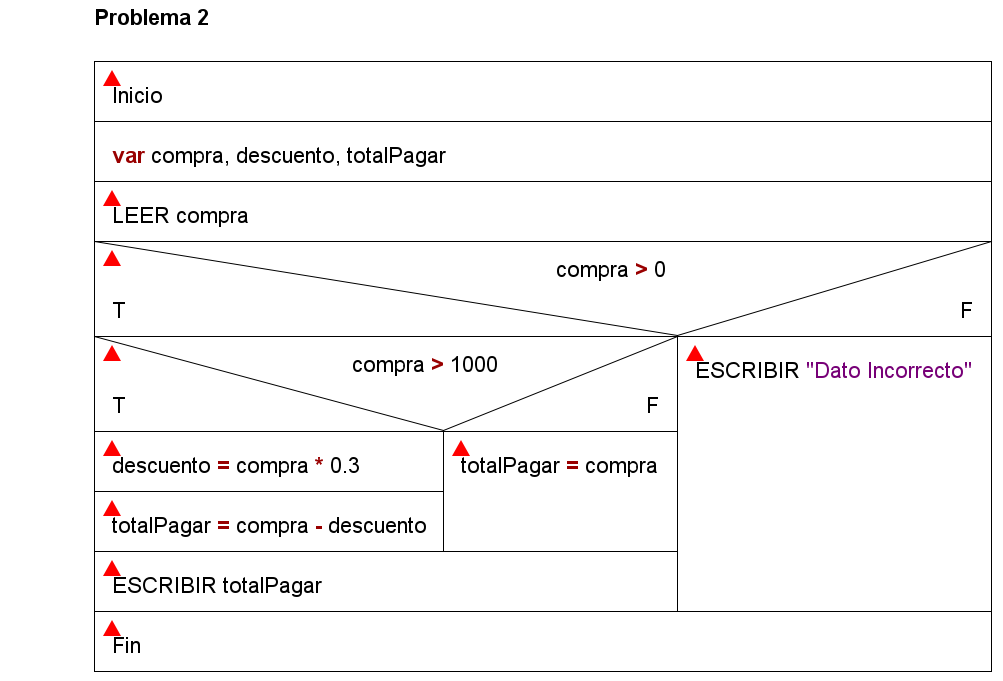 Problema 2
Inicio
var compra, descuento, totalPagar
LEER compra
compra > 0
T
F
compra > 1000
T
F
ESCRIBIR "Dato Incorrecto"
descuento = compra * 0.3
totalPagar = compra
totalPagar = compra - descuento
ESCRIBIR totalPagar
Fin